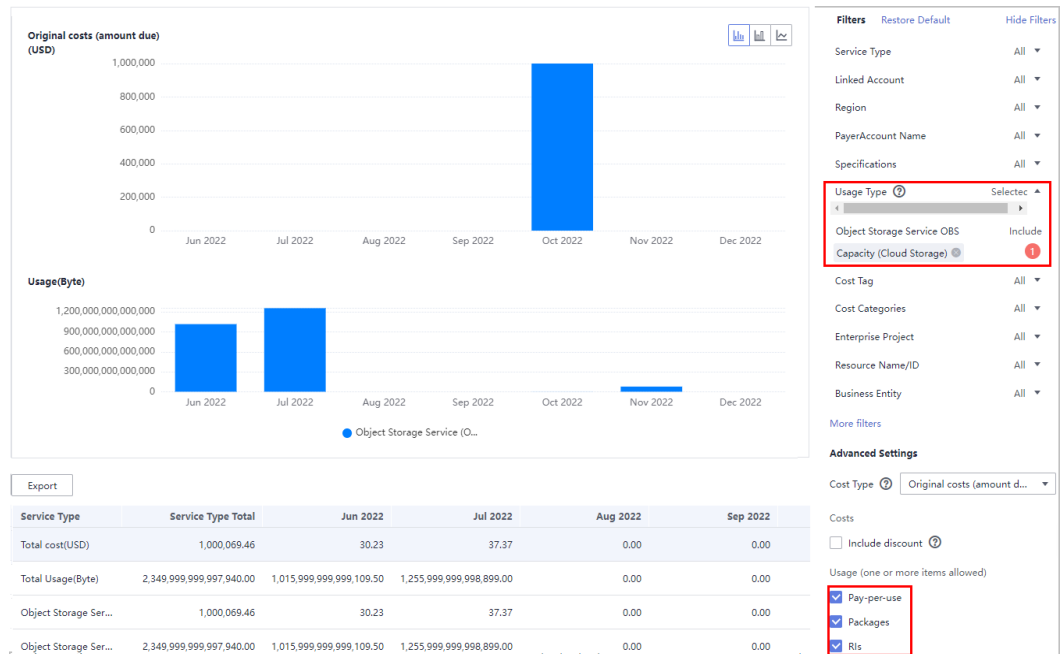 Original costs (amount due)
(USD)
1,000,000
800,000
600,000
400,000
200,000
0
Jun 2022 Jul 2022 Aug 2022 Sep 2022 Oct 2022 Nov 2022 Dec 2022
Usage(Byte)
1,200,000,000,000,000
900,000,000,000,000
600,000,000,000,000
300,000,000,000,000
0
Jun 2022 Jul 2022 Aug 2022 Sep 2022 Oct 2022 Nov 2022 Dec 2022
Object Storage Service (O...
Export
Service Type Service Type Total Jun 2022 Jul 2022 Aug 2022 Sep 2022
Total cost(USD) 1,000,069.46 30.23 37.37 0.00 0.00
Total Usage(Byte) 2,349,999,999,997,940.00 1,015,999,999,999,109.50 1,255,999,999,998,899.00 0.00 0.00
Object Storage Ser... 1,000,069.46 30.23 37.37 0.00 0.00
Object Storage Ser... 2,349,999,999,997,940.00 1,015,999,999,999,109.50 1,255,999,999,998,899.00 0.00 0.00
Filters Restore Default Hide Filters
Service Type All
Linked Account All
Region All
PayerAccount Name All
Specifications All
Usage Type ? Selectec
Object Storage Service OBS Include
Capacity (Cloud Storage) 1
Cost Tag All
Cost Categories All
Enterprise Project All
Resource Name/ID All
Business Entity All
More filters
Advanced Settings
Cost Type ? Original costs (amount d...
Costs
Include discount ?
Usage (one or more items allowed)
Pay-per-use
Packages
RIs